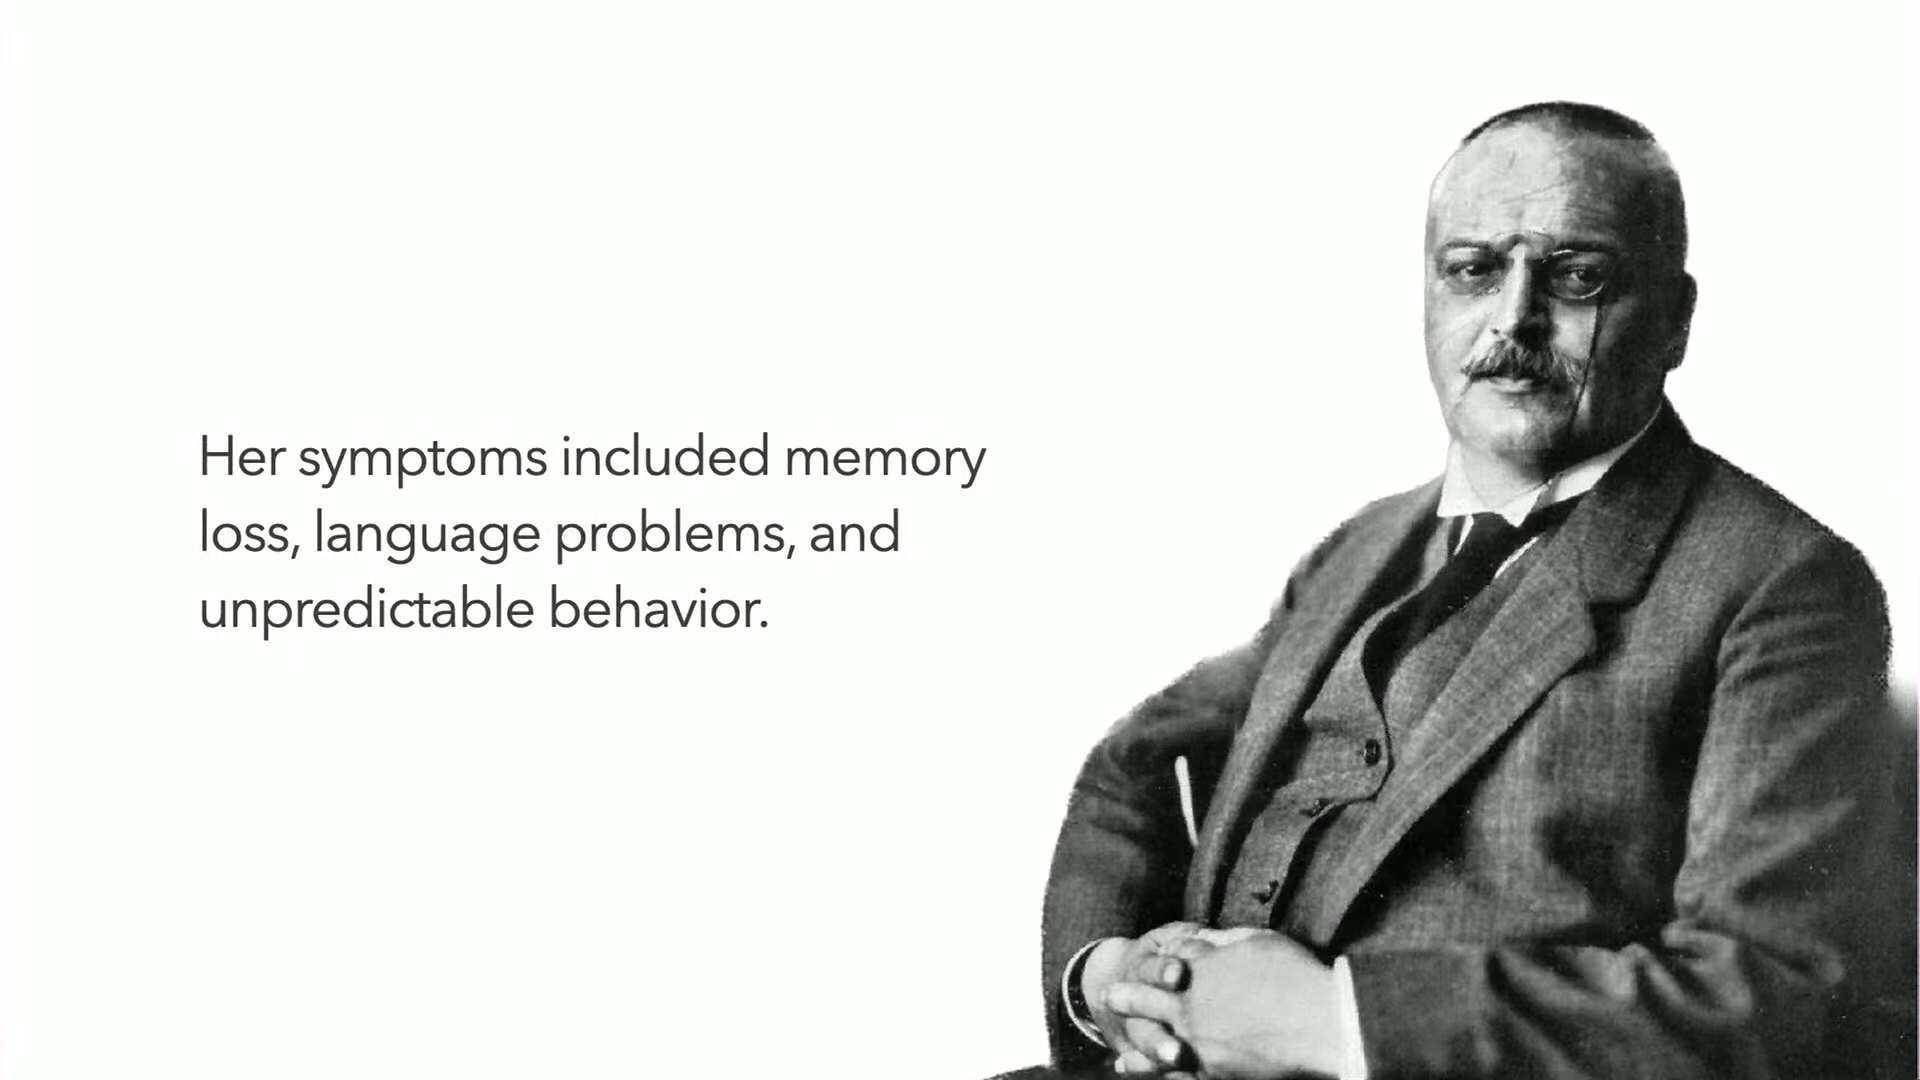 Her symptoms included memory
loss, language problems, and
unpredictable behavior.